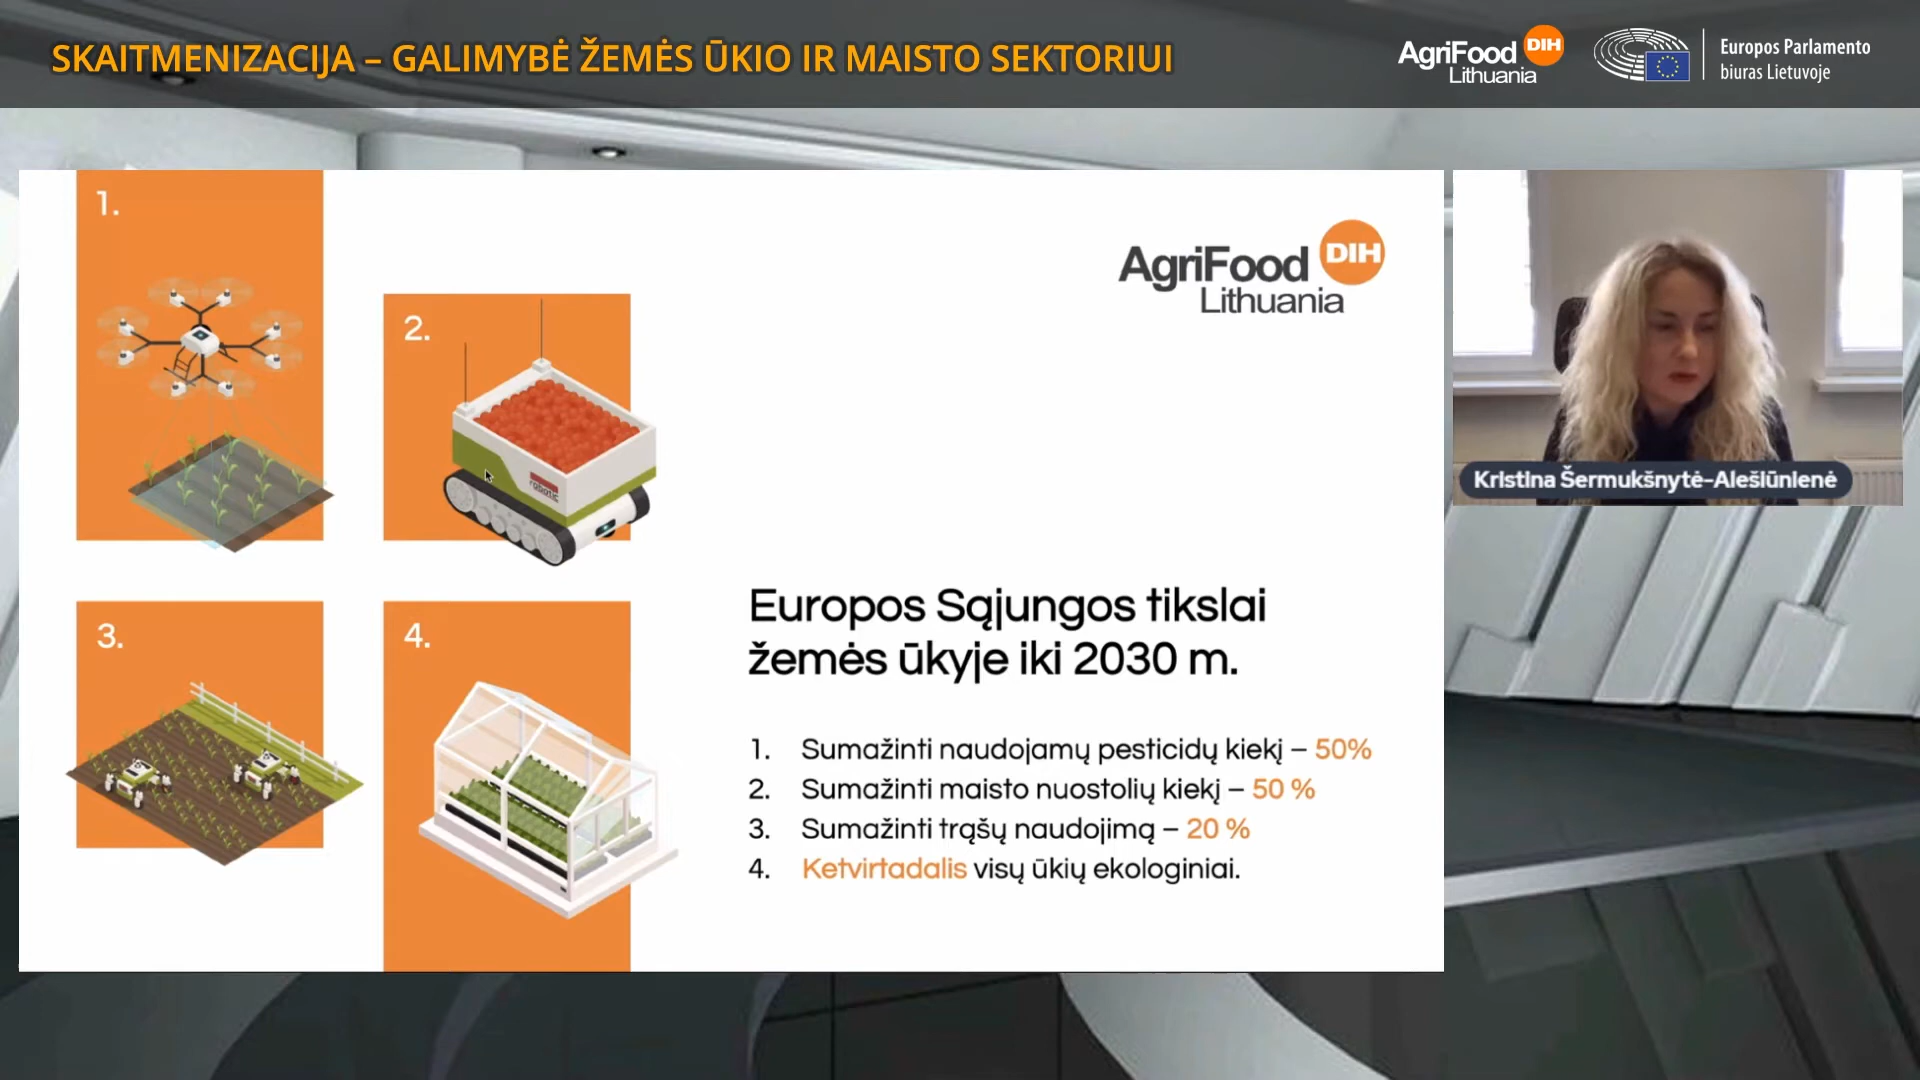 SKAITMENIZACIJA – GALIMYBĖ ŽEMĖS ŪKIO IR MAISTO SEKTORIUI
AgriFood DIH
Lithuania
Europos Parlamento
biuras Lietuvoje
1.
2.
robotic
3.
4.
AgriFood DIH
Lithuania
Europos Sąjungos tikslai
žemės ūkyje iki 2030 m.
1. Sumažinti naudojamų pesticidų kiekį – 50%
2. Sumažinti maisto nuostolių kiekį – 50 %
3. Sumažinti trąšų naudojimą – 20 %
4. Ketvirtadalis visų ūkių ekologiniai.
Kristina Šermukšnytė-Alešiūnienė